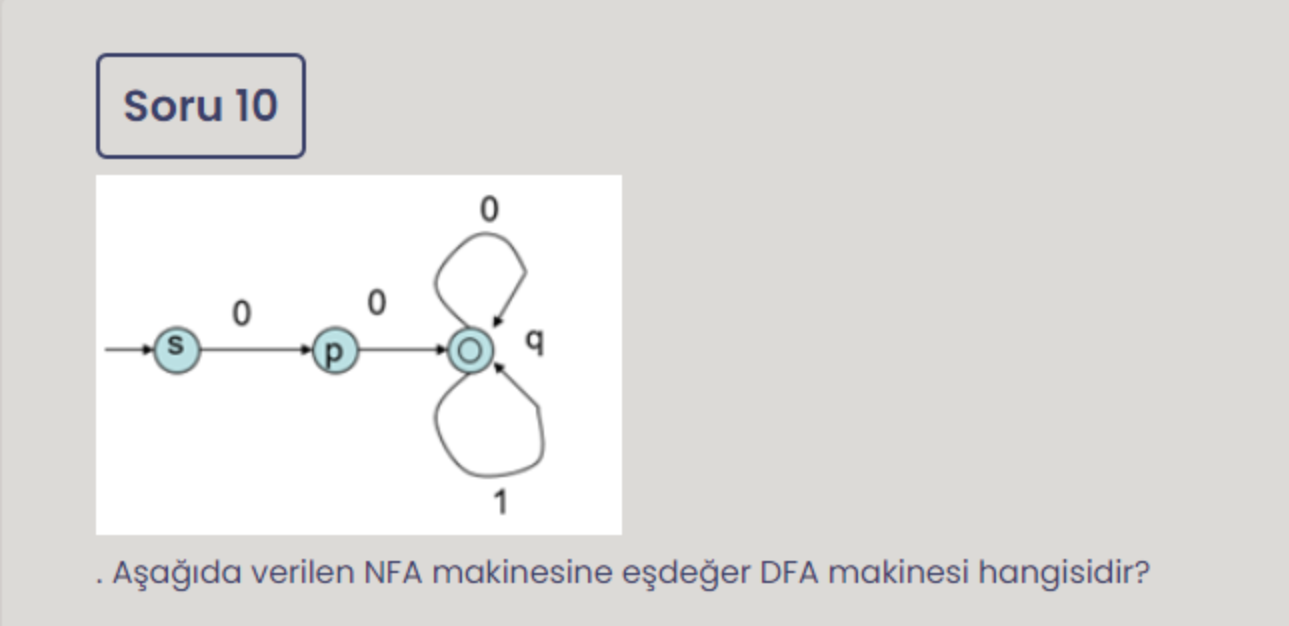 Soru 10
0
0
0
s
p
q
1
. Aşağıda verilen NFA makinesine eşdeğer DFA makinesi hangisidir?